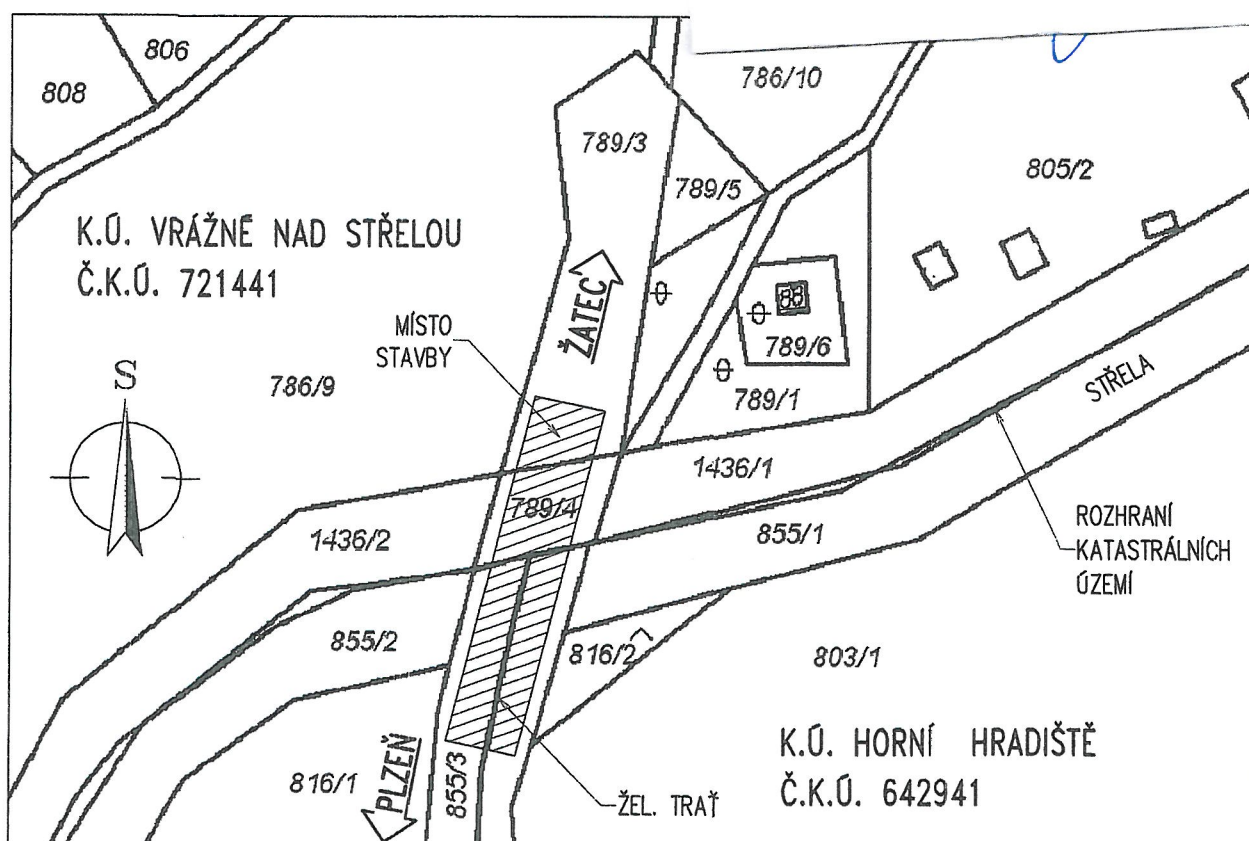 806
808
786/10
789/3
805/2
789/5
K.Ú. VRÁŽNÉ NAD STŘELOU
Č.K.Ú. 721441
ŽATEC
88
MÍSTO
STAVBY
789/6
786/9
S
789/1
STŘELA
1436/1
789/4
1436/2
855/1
ROZHRANÍ
KATASTRÁLNÍCH
ÚZEMÍ
855/2
816/2
803/1
K.Ú. HORNÍ HRADIŠTĚ
Č.K.Ú. 642941
816/1
PLZEŇ
855/3
ŽEL. TRAŤ